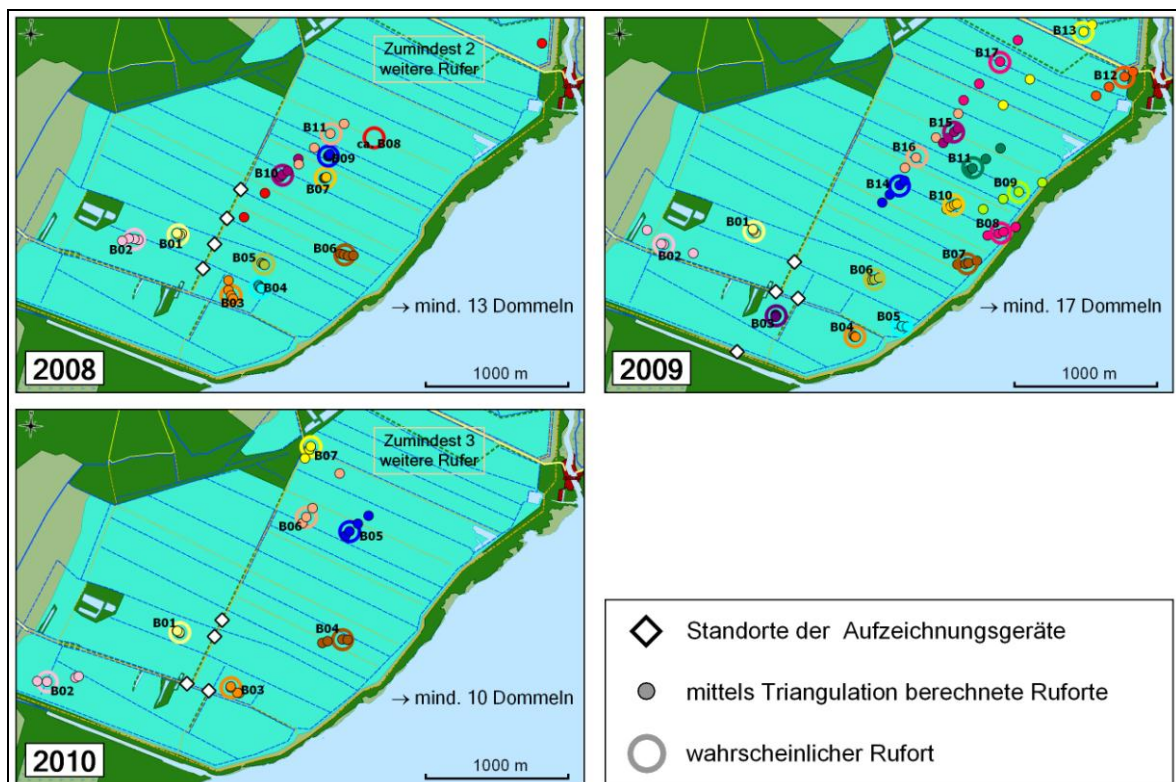 Zumindest 2
weitere Rufer
B11
ca. B08
B09
B10
B07
B02
B01
B06
B05
B04
B03
→ mind. 13 Dommeln
2008
1000 m
B13
B17
B12
B15
B16
B11
B14
B09
B10
B01
B08
B02
B07
B06
B03
B05
B04
→ mind. 17 Dommeln
2009
1000 m
Zumindest 3
weitere Rufer
B07
B06
B05
B01
B04
B02
B03
→ mind. 10 Dommeln
2010
1000 m
Standorte der Aufzeichnungsgeräte
mittels Triangulation berechnete Ruforte
wahrscheinlicher Rufort